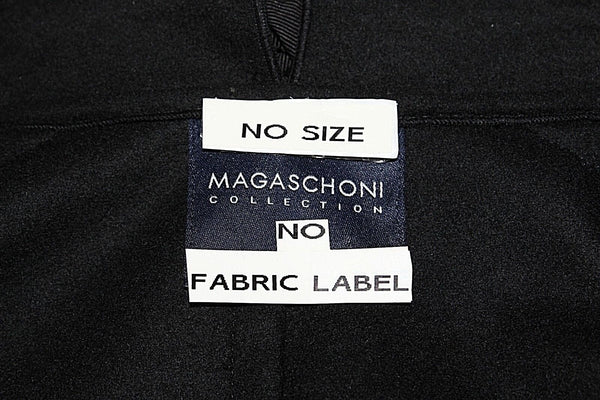 NO SIZE
MAGASCHONI
COLLECTION
NO
FABRIC LABEL